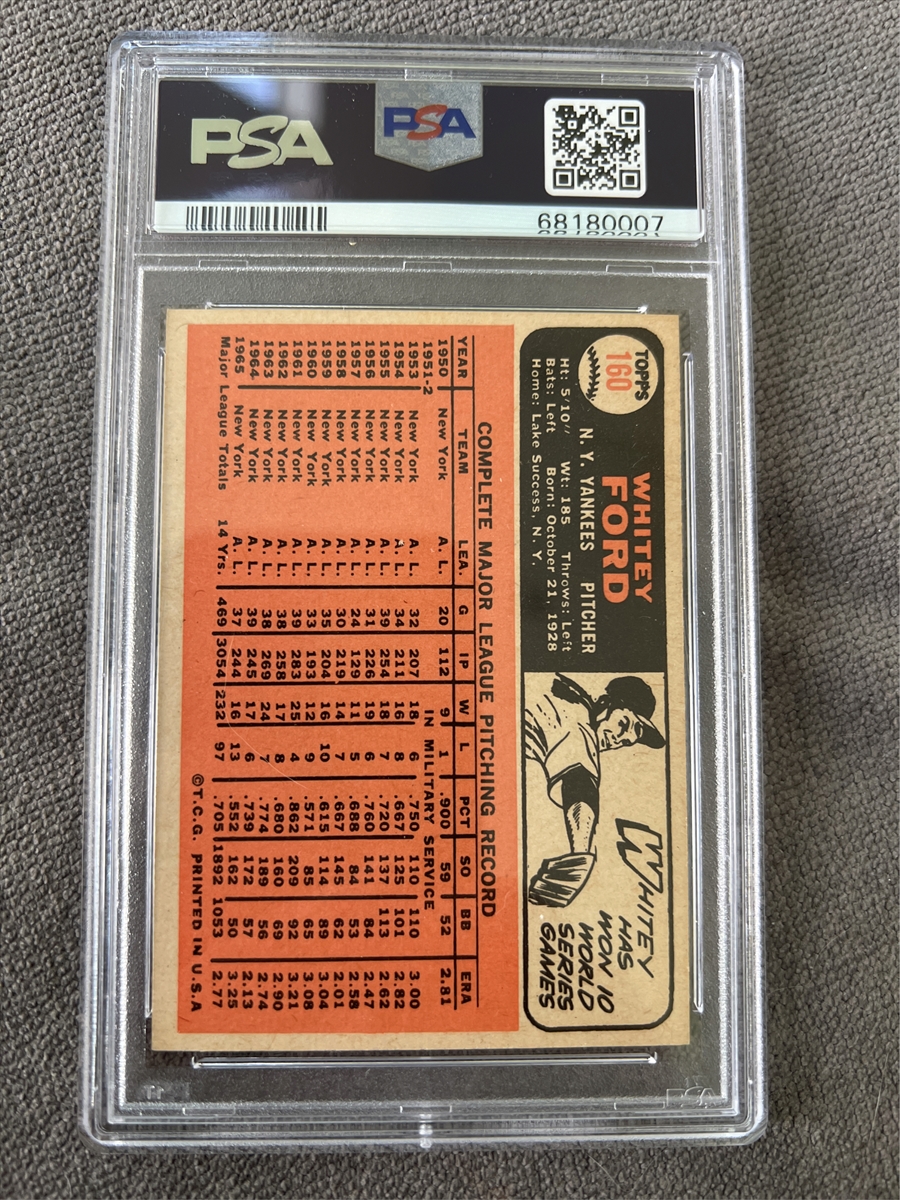 PSA PSA
68180007
TOPPS
160
WHITEY
FORD
N. Y. YANKEES PITCHER
Ht: 5'10" Wt: 185 Throws: Left
Bats: Left Born: October 21, 1928
Home: Lake Success, N. Y.
WHITEY
HAS
WON 10
WORLD
SERIES
GAMES
COMPLETE MAJOR LEAGUE PITCHING RECORD
YEAR TEAM LEA G IP W L PCT SO BB ERA
1950 New York A. L. 20 112 9 1 .900 59 52 2.81
1951-2 IN MILITARY SERVICE
1953 New York A. L. 32 207 18 6 .750 110 110 3.00
1954 New York A. L. 34 211 16 8 .667 125 101 2.82
1955 New York A. L. 39 254 18 7 .720 137 113 2.62
1956 New York A. L. 31 226 19 6 .760 141 84 2.47
1957 New York A. L. 24 129 11 5 .688 84 53 2.58
1958 New York A. L. 30 219 14 7 .667 145 62 2.01
1959 New York A. L. 35 204 16 10 .615 114 89 3.04
1960 New York A. L. 33 193 12 9 .571 85 65 3.08
1961 New York A. L. 39 283 25 4 .862 209 92 3.21
1962 New York A. L. 38 258 17 8 .680 160 69 2.90
1963 New York A. L. 38 269 24 7 .774 189 56 2.74
1964 New York A. L. 39 245 17 6 .739 172 57 2.13
1965 New York A. L. 37 244 16 13 .552 162 50 3.25
Major League Totals 14 Yrs. 469 3054 232 97 .705 1892 1053 2.77
©T.C.G. PRINTED IN U.S.A
PSA